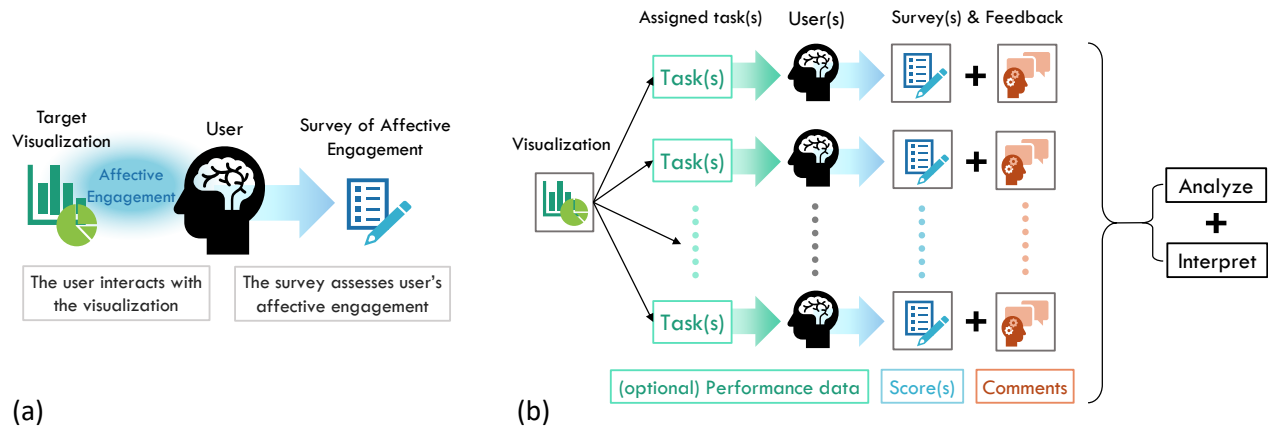 Target
Visualization
User
Survey of Affective
Engagement
Affective
Engagement
The user interacts with
the visualization
The survey assesses user's
affective engagement
(a)
Assigned task(s)
User(s)
Survey(s) & Feedback
Visualization
Task(s)
+
Task(s)
+
Task(s)
+
Analyze
+
Interpret
(optional) Performance data
Score(s)
Comments
(b)